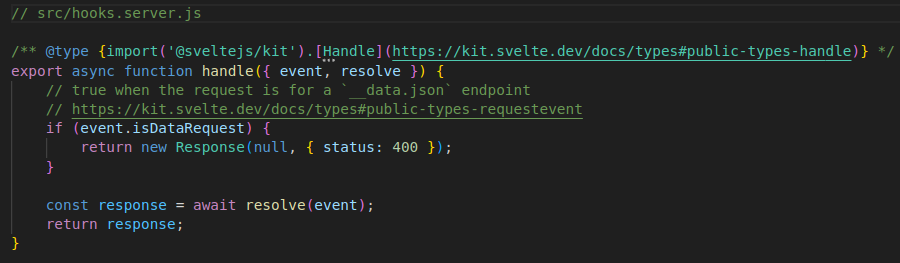 // src/hooks.server.js

/** @type {import('@sveltejs/kit').[Handle](https://kit.svelte.dev/docs/types#public-types-handle)} */
export async function handle({ event, resolve }) {
    // true when the request is for a `__data.json` endpoint
    // https://kit.svelte.dev/docs/types#public-types-requestevent
    if (event.isDataRequest) {
        return new Response(null, { status: 400 });
    }

    const response = await resolve(event);
    return response;
}